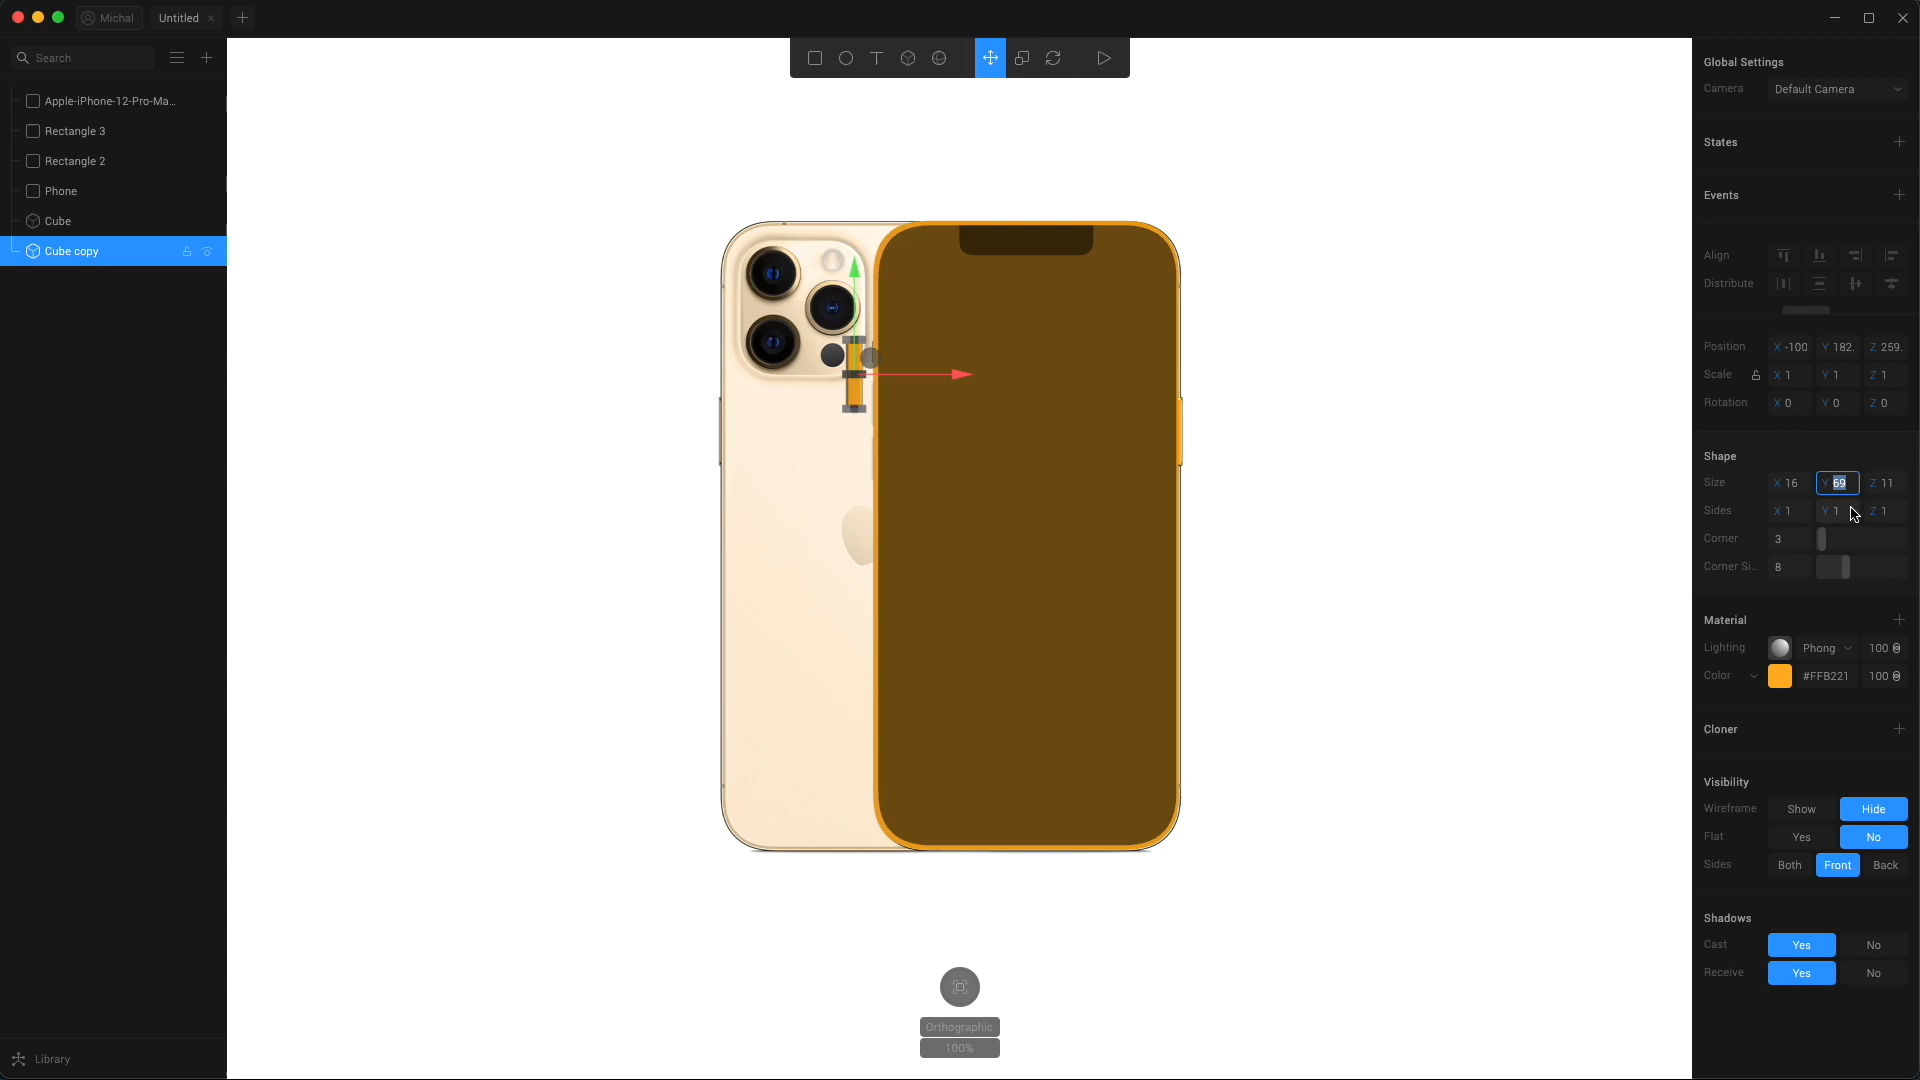 Michal
Untitled
Search
Apple-iPhone-12-Pro-Ma...
Rectangle 3
Rectangle 2
Phone
Cube
Cube copy
Library
Orthographic
100%
Global Settings
Camera Default Camera
States
Events
Align
Distribute
Position X -100 Y 182. Z 259.
Scale X 1 Y 1 Z 1
Rotation X 0 Y 0 Z 0
Shape
Size X 16 Y 69 Z 11
Sides X 1 Y 1 Z 1
Corner 3
Corner Si... 8
Material
Lighting Phong 100
Color #FFB221 100
Cloner
Visibility
Wireframe Show Hide
Flat Yes No
Sides Both Front Back
Shadows
Cast Yes No
Receive Yes No